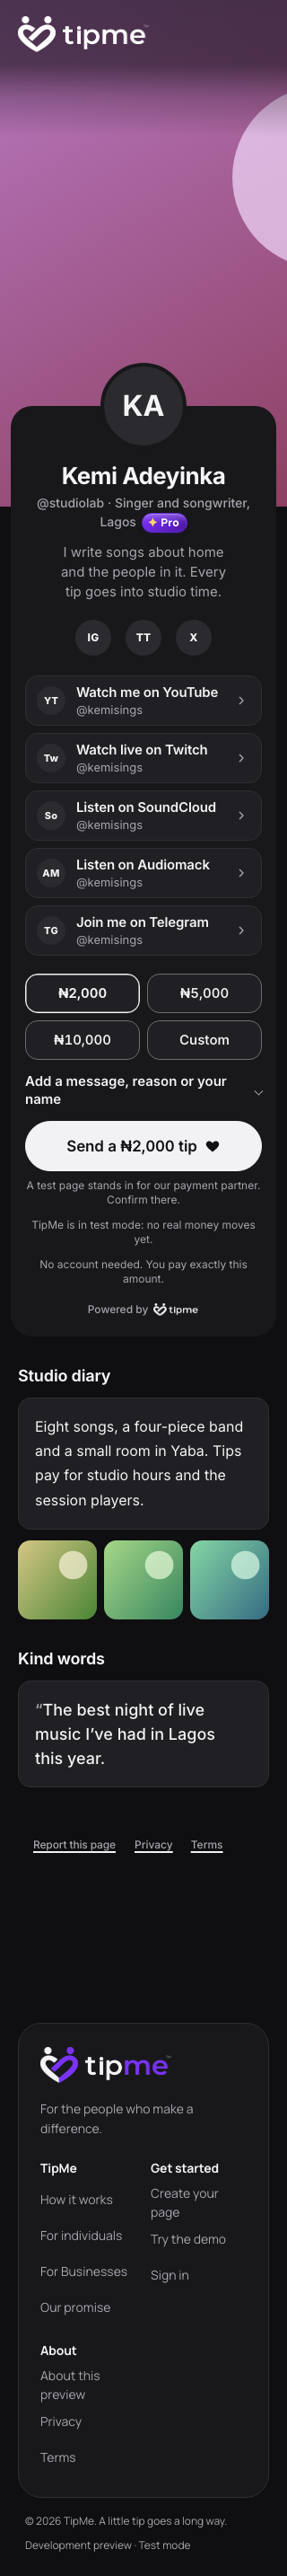 tipme™
KA
Kemi Adeyinka
@studiolab · Singer and songwriter,
Lagos ✦ Pro
I write songs about home
and the people in it. Every
tip goes into studio time.
IG TT X
YT Watch me on YouTube
@kemisings
Tw Watch live on Twitch
@kemisings
So Listen on SoundCloud
@kemisings
AM Listen on Audiomack
@kemisings
TG Join me on Telegram
@kemisings
₦2,000 ₦5,000
₦10,000 Custom
Add a message, reason or your
name
Send a ₦2,000 tip
A test page stands in for our payment partner.
Confirm there.
TipMe is in test mode: no real money moves
yet.
No account needed. You pay exactly this
amount.
Powered by tipme
Studio diary
Eight songs, a four-piece band
and a small room in Yaba. Tips
pay for studio hours and the
session players.
Kind words
“The best night of live
music I’ve had in Lagos
this year.
Report this page Privacy Terms
tipme™
For the people who make a
difference.
TipMe
How it works
For individuals
For Businesses
Our promise
Get started
Create your
page
Try the demo
Sign in
About
About this
preview
Privacy
Terms
© 2026 TipMe. A little tip goes a long way.
Development preview · Test mode